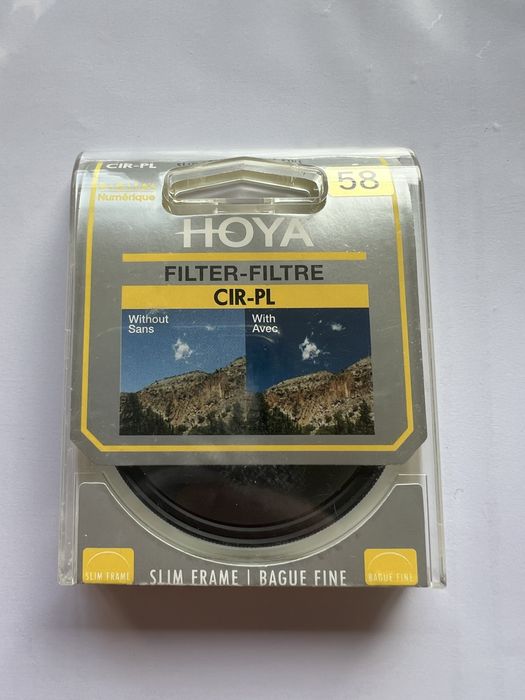 CIR-PL
58
Numérique
HOYA
FILTER-FILTRE
CIR-PL
Without
Sans
With
Avec
SLIM FRAME
SLIM FRAME | BAGUE FINE
BAGUE FINE